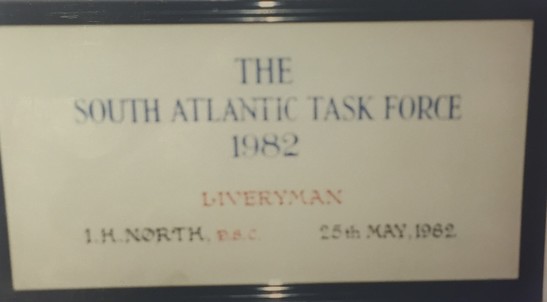 THE
SOUTH ATLANTIC TASK FORCE
1982
LIVERYMAN
I.H.NORTH, D.S.C. 25th MAY, 1982.